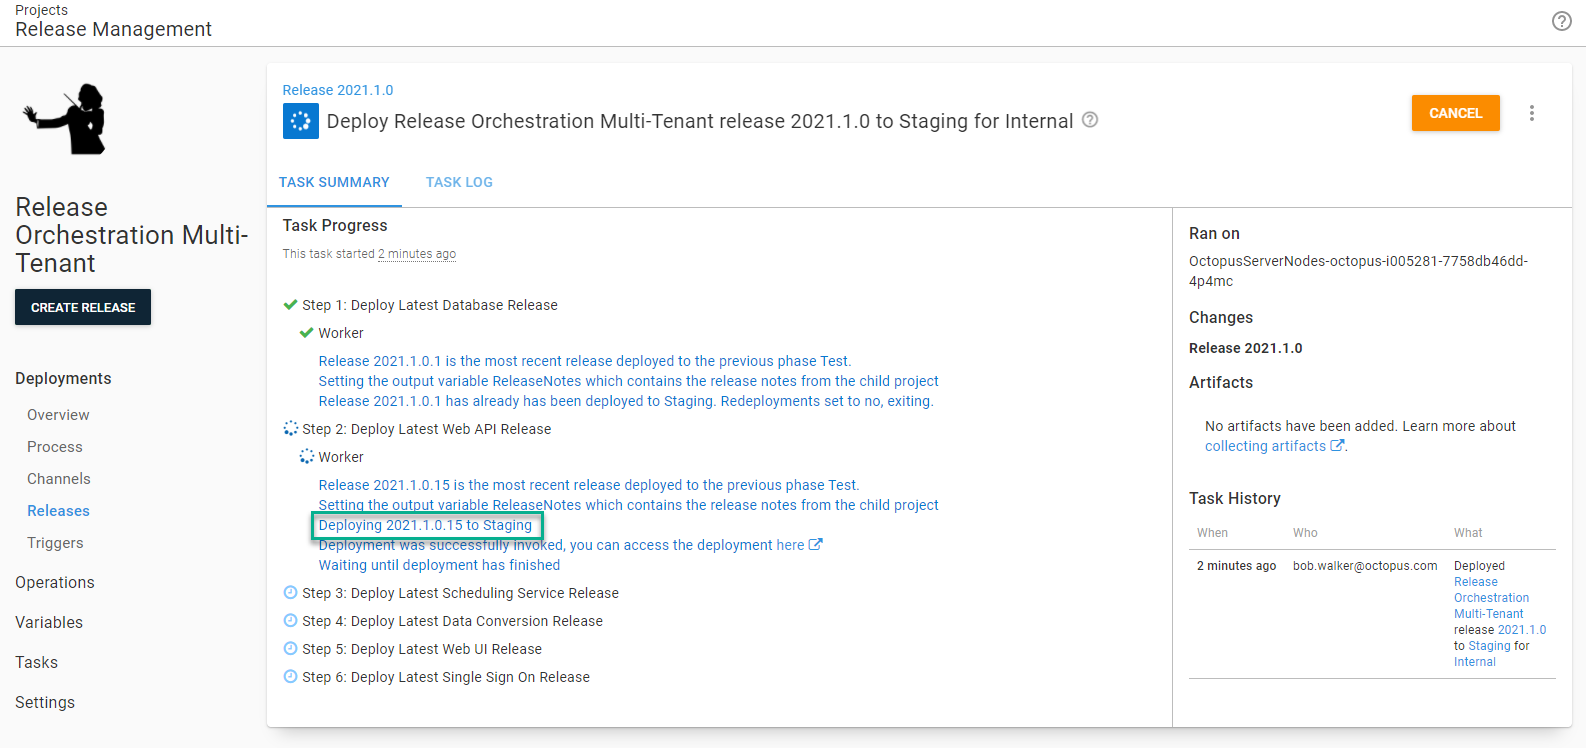 Projects
Release Management
Release
Orchestration Multi-
Tenant
CREATE RELEASE
Deployments
Overview
Process
Channels
Releases
Triggers
Operations
Variables
Tasks
Settings
Release 2021.1.0
Deploy Release Orchestration Multi-Tenant release 2021.1.0 to Staging for Internal
CANCEL
TASK SUMMARY
TASK LOG
Task Progress
This task started 2 minutes ago
Step 1: Deploy Latest Database Release
Worker
Release 2021.1.0.1 is the most recent release deployed to the previous phase Test.
Setting the output variable ReleaseNotes which contains the release notes from the child project
Release 2021.1.0.1 has already has been deployed to Staging. Redeployments set to no, exiting.
Step 2: Deploy Latest Web API Release
Worker
Release 2021.1.0.15 is the most recent release deployed to the previous phase Test.
Setting the output variable ReleaseNotes which contains the release notes from the child project
Deploying 2021.1.0.15 to Staging
Deployment was successfully invoked, you can access the deployment here
Waiting until deployment has finished
Step 3: Deploy Latest Scheduling Service Release
Step 4: Deploy Latest Data Conversion Release
Step 5: Deploy Latest Web UI Release
Step 6: Deploy Latest Single Sign On Release
Ran on
OctopusServerNodes-octopus-i005281-7758db46dd-
4p4mc
Changes
Release 2021.1.0
Artifacts
No artifacts have been added. Learn more about
collecting artifacts .
Task History
When Who What
2 minutes ago bob.walker@octopus.com Deployed
Release
Orchestration
Multi-Tenant
release 2021.1.0
to Staging for
Internal